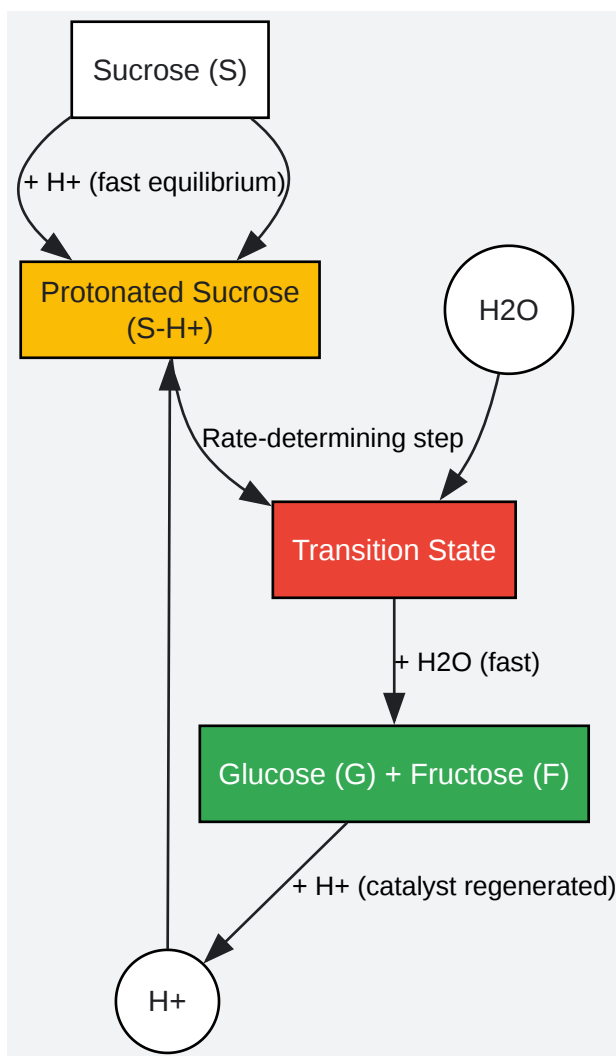 Sucrose (S)
+ H+ (fast equilibrium)
Protonated Sucrose
(S-H+)
H2O
Rate-determining step
Transition State
+ H2O (fast)
Glucose (G) + Fructose (F)
+ H+ (catalyst regenerated)
H+